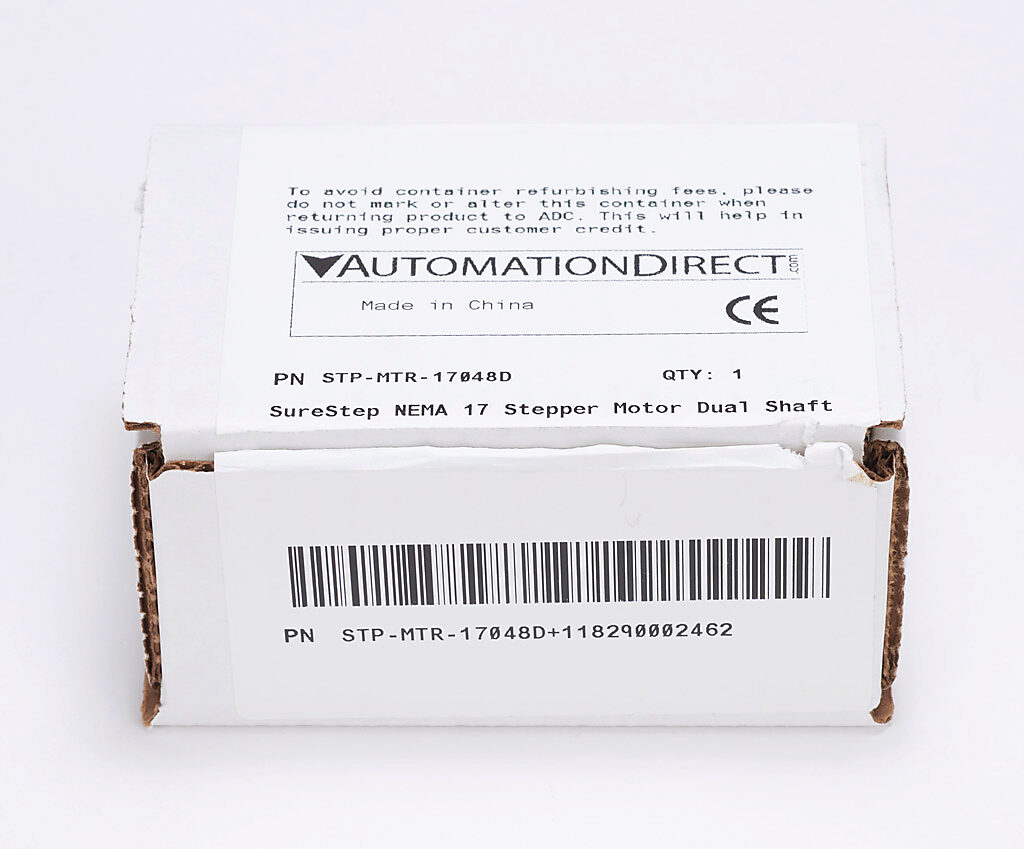 To avoid container refurbishing fees, please
do not mark or alter this container when
returning product to ADC. This will help in
issuing proper customer credit.
AUTOMATIONDIRECT.com
Made in China CE
PN STP-MTR-17048D QTY: 1
SureStep NEMA 17 Stepper Motor Dual Shaft
PN STP-MTR-17048D+118290002462